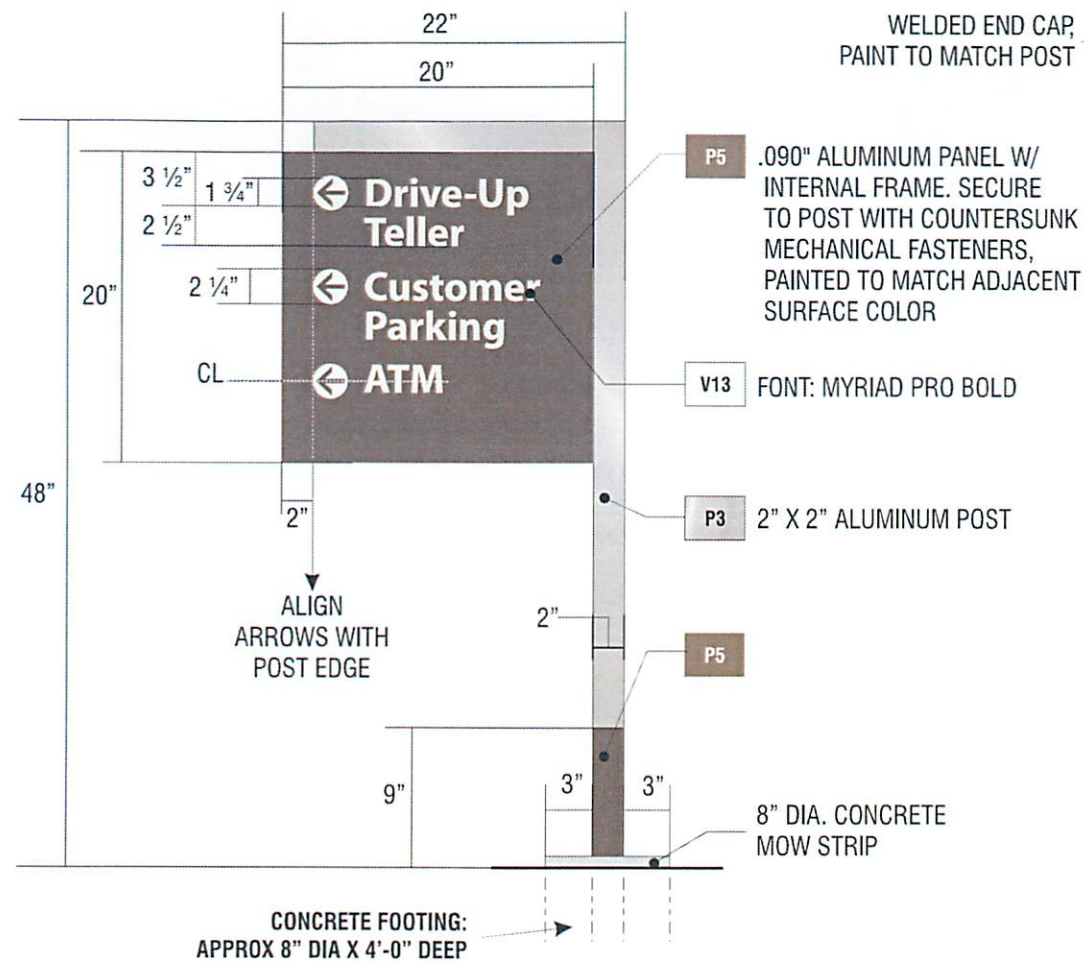 22”
WELDED END CAP,
PAINT TO MATCH POST
20”
3 ½”
1 ¾”
2 ½”
2 ¼”
20”
CL
48”
2”
Drive-Up
Teller
Customer
Parking
ATM
P5
.090" ALUMINUM PANEL W/
INTERNAL FRAME. SECURE
TO POST WITH COUNTERSUNK
MECHANICAL FASTENERS,
PAINTED TO MATCH ADJACENT
SURFACE COLOR
V13 FONT: MYRIAD PRO BOLD
P3 2” X 2” ALUMINUM POST
ALIGN
ARROWS WITH
POST EDGE
2”
P5
9”
3” 3”
8” DIA. CONCRETE
MOW STRIP
CONCRETE FOOTING:
APPROX 8” DIA X 4’-0” DEEP